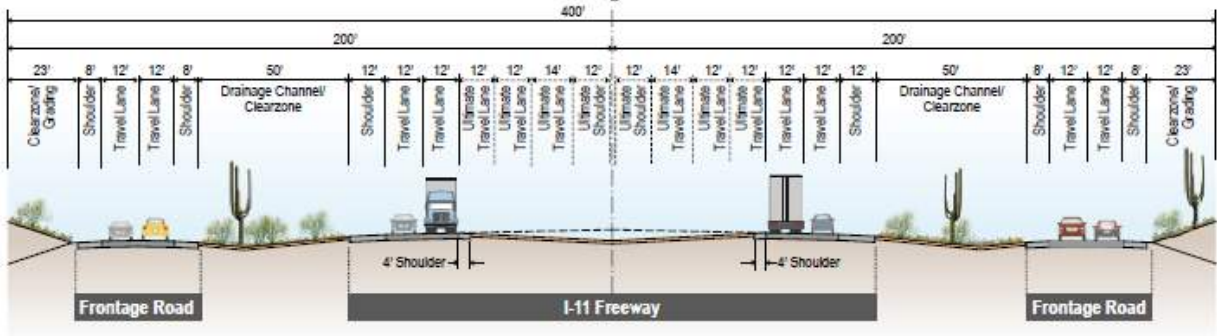 400'
200' 200'
23' 8' 12' 12' 8' 50' 12' 12' 12' 12' 12' 14' 12' 12' 14' 12' 12' 12' 12' 12' 50' 8' 12' 12' 8' 23'
Clearzone/
Grading
Shoulder
Travel Lane
Travel Lane
Shoulder
Drainage Channel/
Clearzone
Shoulder
Travel Lane
Travel Lane
Ultimate
Travel Lane
Ultimate
Travel Lane
Ultimate
Travel Lane
Ultimate
Shoulder
Ultimate
Shoulder
Ultimate
Travel Lane
Ultimate
Travel Lane
Ultimate
Travel Lane
Travel Lane
Travel Lane
Shoulder
Drainage Channel/
Clearzone
Shoulder
Travel Lane
Travel Lane
Shoulder
Clearzone/
Grading
4' Shoulder 4' Shoulder
Frontage Road I-11 Freeway Frontage Road